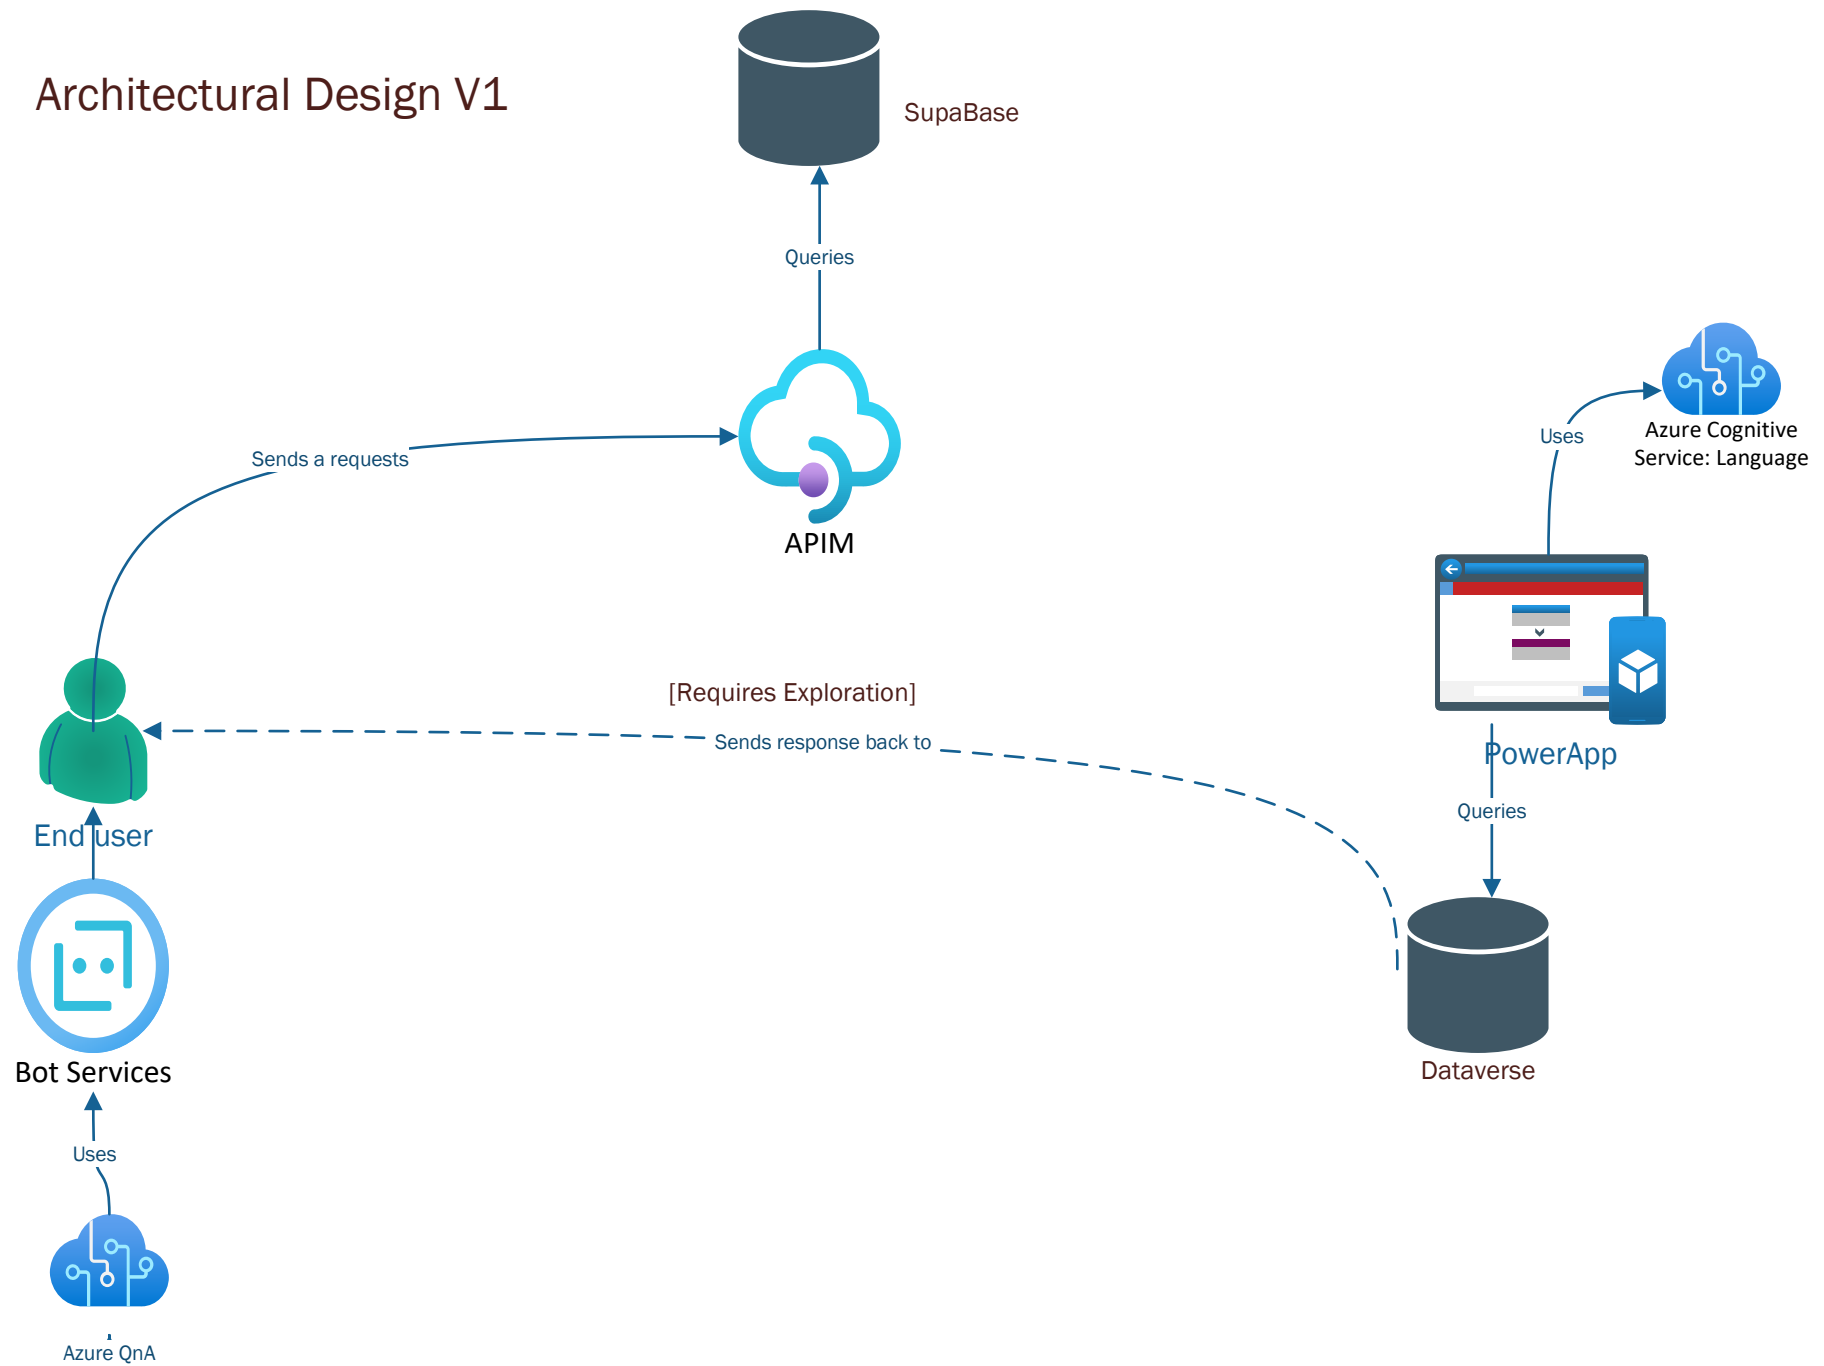 Architectural Design V1
SupaBase
Queries
Azure Cognitive
Service: Language
Uses
Sends a requests
APIM
[Requires Exploration]
Sends response back to
PowerApp
Queries
End user
Bot Services
Dataverse
Uses
Azure QnA